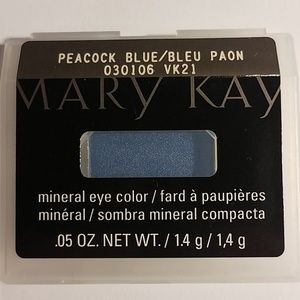 PEACOCK BLUE/BLEU PAON
030106 VK21
MARY KAY
mineral eye color / fard à paupières
minéral / sombra mineral compacta
.05 OZ. NET WT. / 1.4 g / 1,4 g